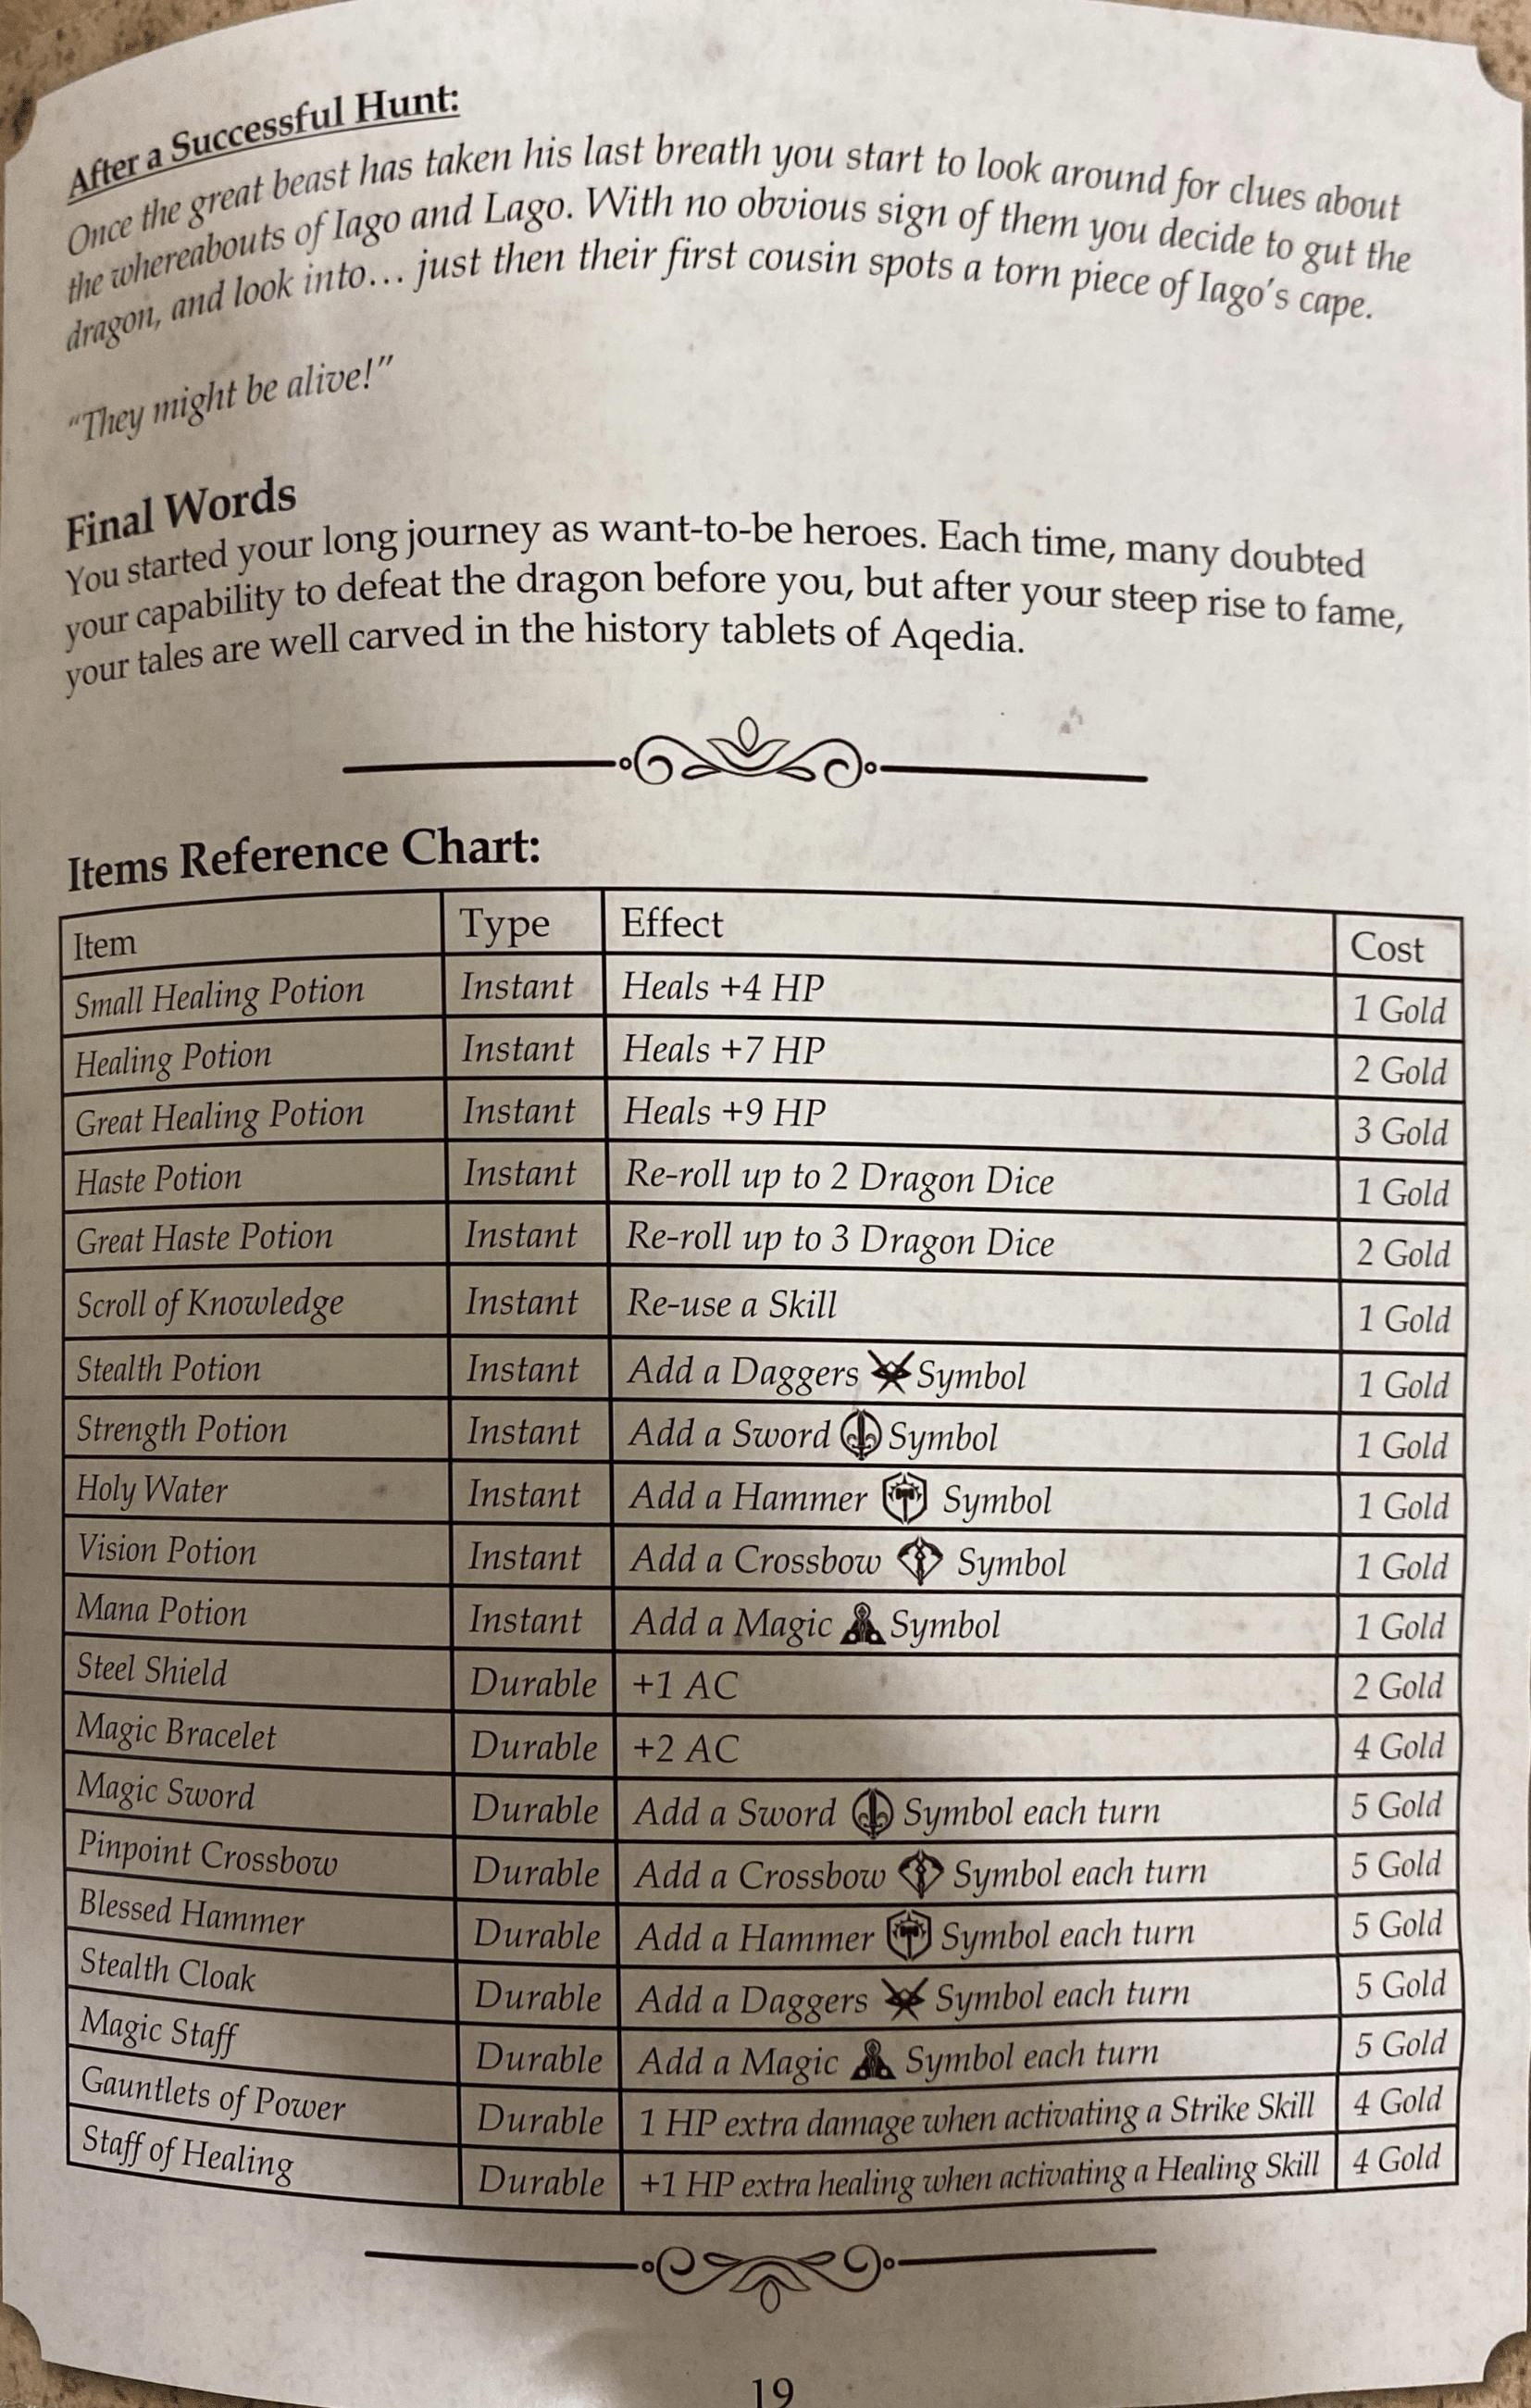 After a Successful Hunt:
Once the great beast has taken his last breath you start to look around for clues about
the whereabouts of Iago and Lago. With no obvious sign of them you decide to gut the
dragon, and look into... just then their first cousin spots a torn piece of Iago's cape.
"They might be alive!"
Final Words
You started your long journey as want-to-be heroes. Each time, many doubted
your capability to defeat the dragon before you, but after your steep rise to fame,
your tales are well carved in the history tablets of Aqedia.
Items Reference Chart:
Item Type Effect Cost
Small Healing Potion Instant Heals +4 HP 1 Gold
Healing Potion Instant Heals +7 HP 2 Gold
Great Healing Potion Instant Heals +9 HP 3 Gold
Haste Potion Instant Re-roll up to 2 Dragon Dice 1 Gold
Great Haste Potion Instant Re-roll up to 3 Dragon Dice 2 Gold
Scroll of Knowledge Instant Re-use a Skill 1 Gold
Stealth Potion Instant Add a Daggers Symbol 1 Gold
Strength Potion Instant Add a Sword Symbol 1 Gold
Holy Water Instant Add a Hammer Symbol 1 Gold
Vision Potion Instant Add a Crossbow Symbol 1 Gold
Mana Potion Instant Add a Magic Symbol 1 Gold
Steel Shield Durable +1 AC 2 Gold
Magic Bracelet Durable +2 AC 4 Gold
Magic Sword Durable Add a Sword Symbol each turn 5 Gold
Pinpoint Crossbow Durable Add a Crossbow Symbol each turn 5 Gold
Blessed Hammer Durable Add a Hammer Symbol each turn 5 Gold
Stealth Cloak Durable Add a Daggers Symbol each turn 5 Gold
Magic Staff Durable Add a Magic Symbol each turn 5 Gold
Gauntlets of Power Durable 1 HP extra damage when activating a Strike Skill 4 Gold
Staff of Healing Durable +1 HP extra healing when activating a Healing Skill 4 Gold
19